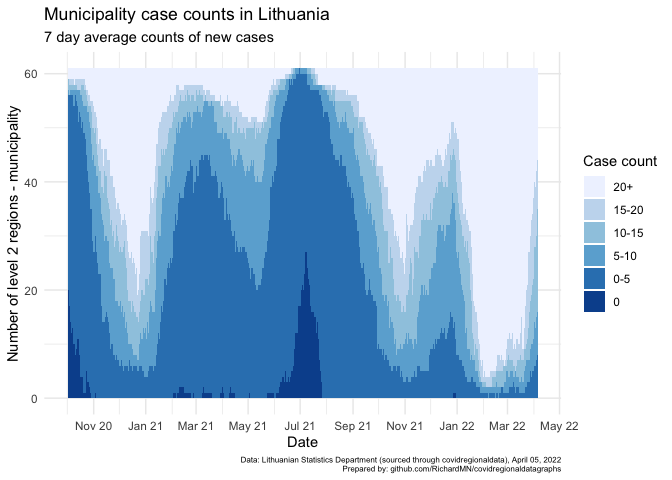 Municipality case counts in Lithuania
7 day average counts of new cases
Number of level 2 regions - municipality
60
40
20
0
Nov 20 Jan 21 Mar 21 May 21 Jul 21 Sep 21 Nov 21 Jan 22 Mar 22 May 22
Date
Case count
20+
15-20
10-15
5-10
0-5
0
Data: Lithuanian Statistics Department (sourced through covidregionaldata), April 05, 2022
Prepared by: github.com/RichardMN/covidregionaldatagraphs